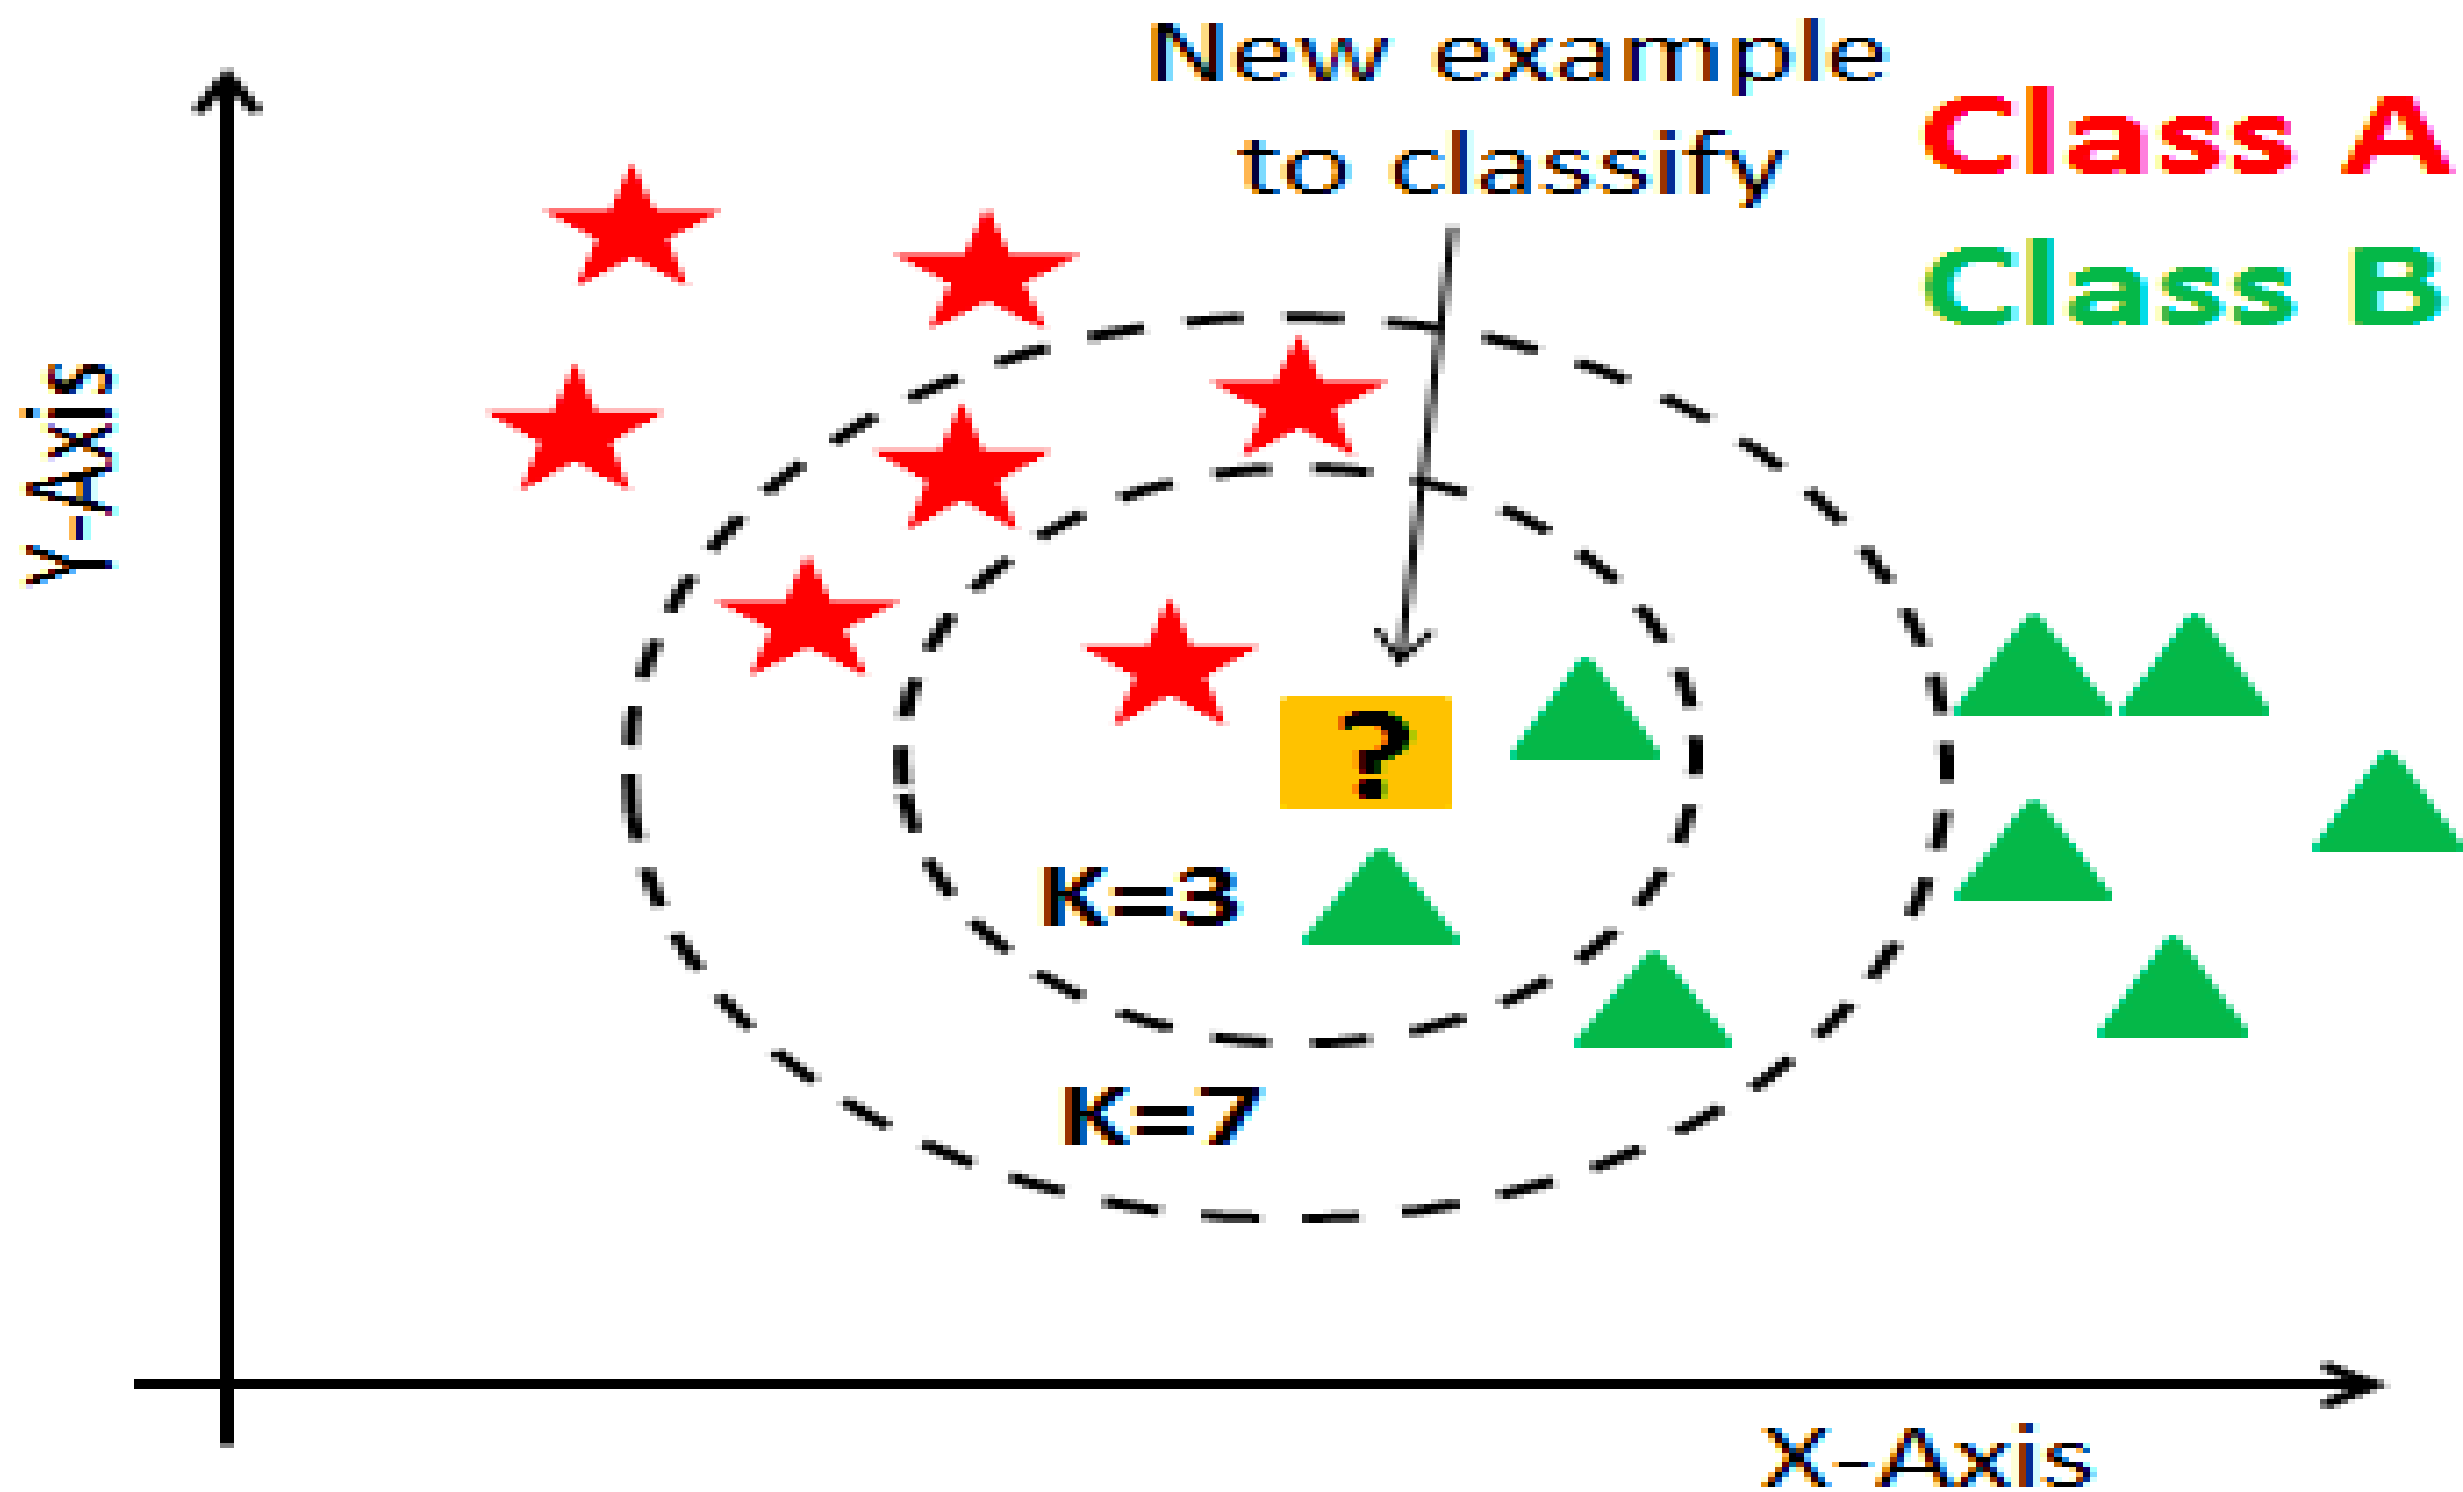 New example
to classify
Class A
Class B
Y-Axis
?
K=3
K=7
X-Axis